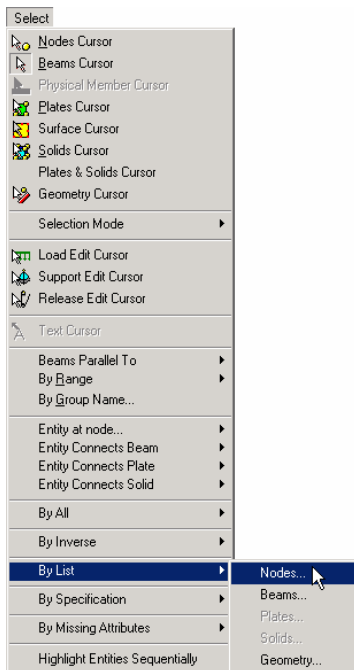 Select
Nodes Cursor
Beams Cursor
Physical Member Cursor
Plates Cursor
Surface Cursor
Solids Cursor
Plates & Solids Cursor
Geometry Cursor
Selection Mode
Load Edit Cursor
Support Edit Cursor
Release Edit Cursor
Text Cursor
Beams Parallel To
By Range
By Group Name...
Entity at node...
Entity Connects Beam
Entity Connects Plate
Entity Connects Solid
By All
By Inverse
By List
Nodes...
Beams...
Plates...
Solids...
Geometry...
By Specification
By Missing Attributes
Highlight Entities Sequentially